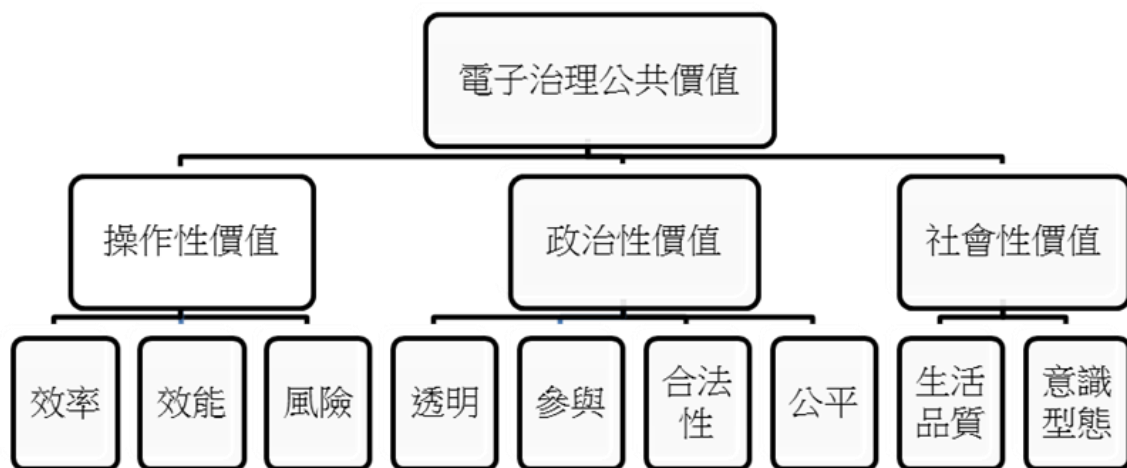 電子治理公共價值
操作性價值
政治性價值
社會性價值
效率
效能
風險
透明
參與
合法
性
公平
生活
品質
意識
型態